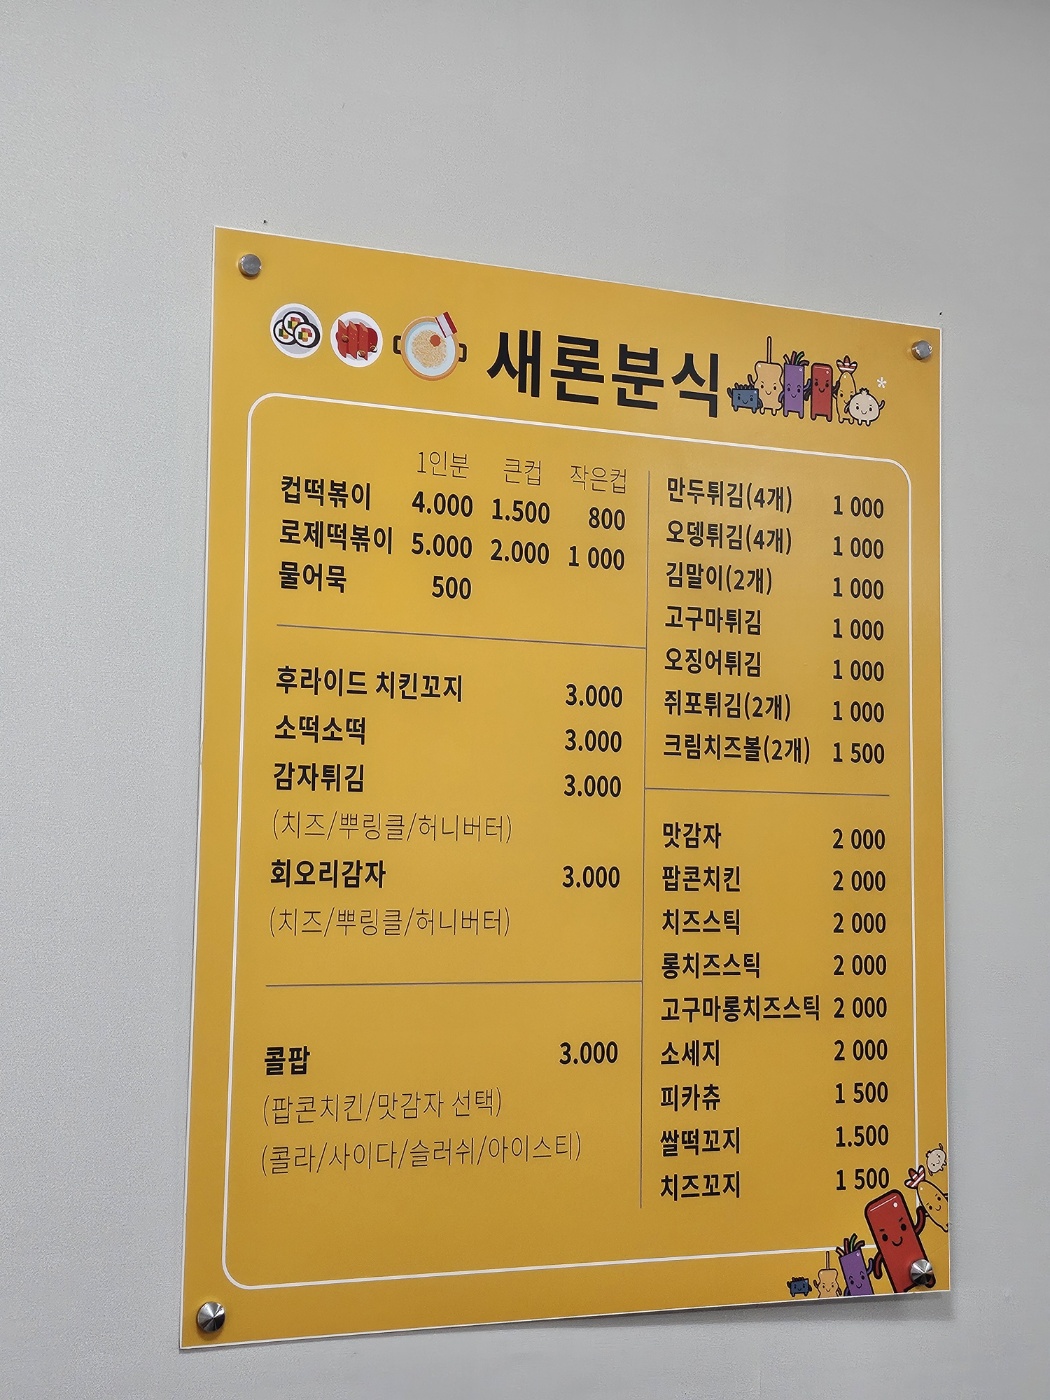 새론분식
1인분 큰컵 작은컵
컵떡볶이 4.000 1.500 800
로제떡볶이 5.000 2.000 1 000
물어묵 500
후라이드 치킨꼬지 3.000
소떡소떡 3.000
감자튀김 3.000
(치즈/뿌링클/허니버터)
회오리감자 3.000
(치즈/뿌링클/허니버터)
콜팝 3.000
(팝콘치킨/맛감자 선택)
(콜라/사이다/슬러쉬/아이스티)
만두튀김(4개) 1 000
오뎅튀김(4개) 1 000
김말이(2개) 1 000
고구마튀김 1 000
오징어튀김 1 000
쥐포튀김(2개) 1 000
크림치즈볼(2개) 1 500
맛감자 2 000
팝콘치킨 2 000
치즈스틱 2 000
롱치즈스틱 2 000
고구마롱치즈스틱 2 000
소세지 2 000
피카츄 1 500
쌀떡꼬지 1.500
치즈꼬지 1 500